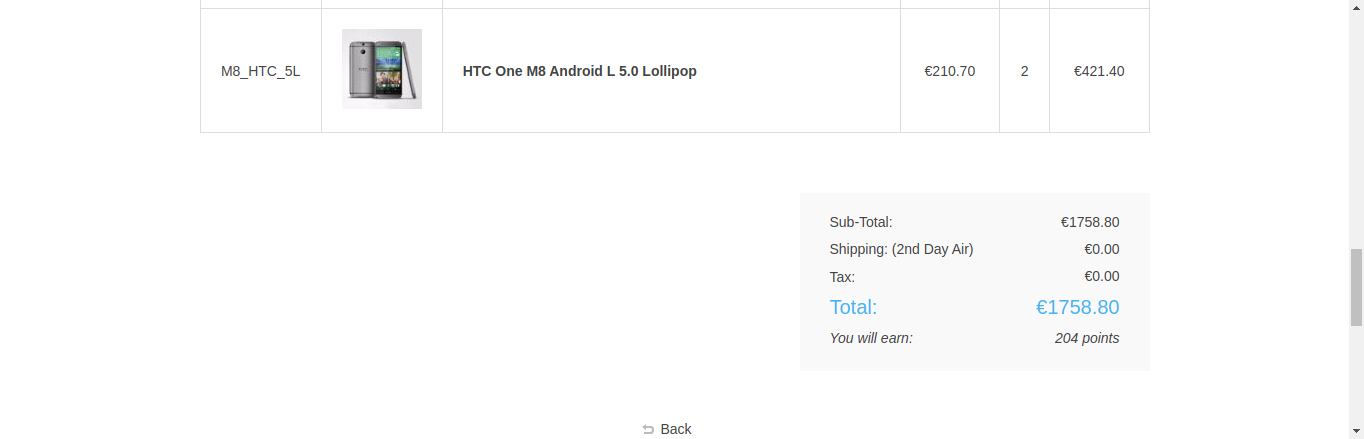 M8_HTC_5L HTC One M8 Android L 5.0 Lollipop €210.70 2 €421.40
Sub-Total: €1758.80
Shipping: (2nd Day Air) €0.00
Tax: €0.00
Total: €1758.80
You will earn: 204 points
Back